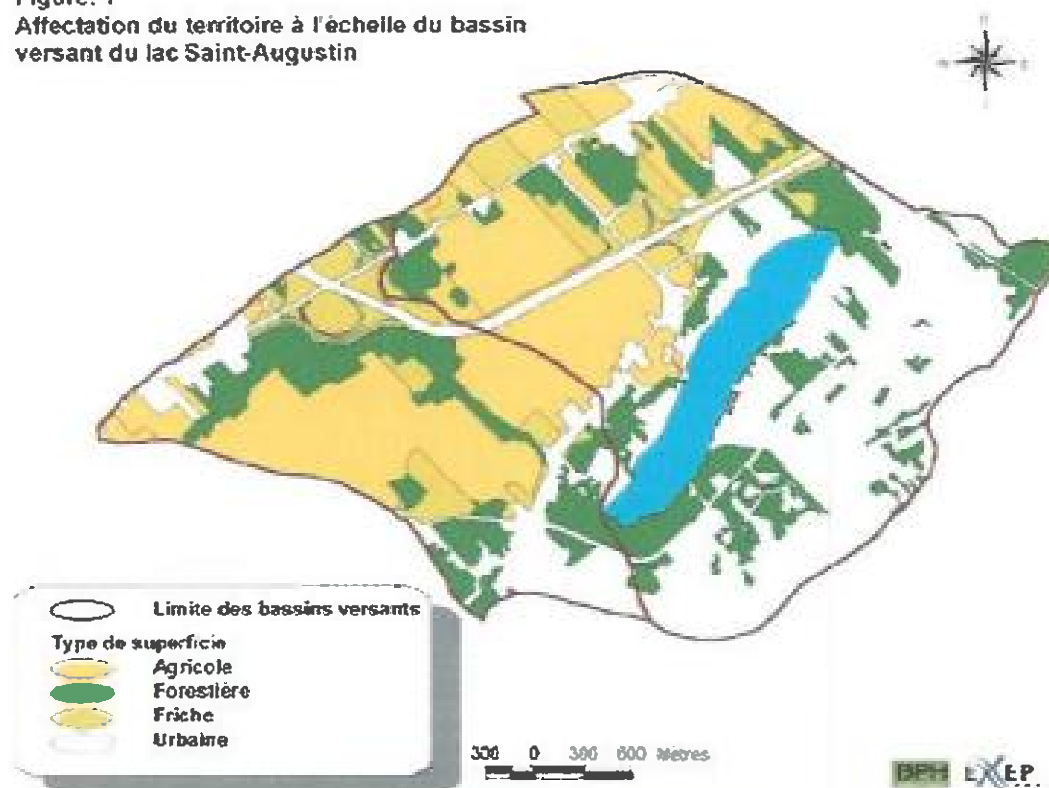 Affectation du territoire à l'échelle du bassin
versant du lac Saint-Augustin
Limite des bassins versants
Type de superficie
Agricole
Forestière
Friche
Urbaine
300 0 300 600 Mètres
BPH EXEP